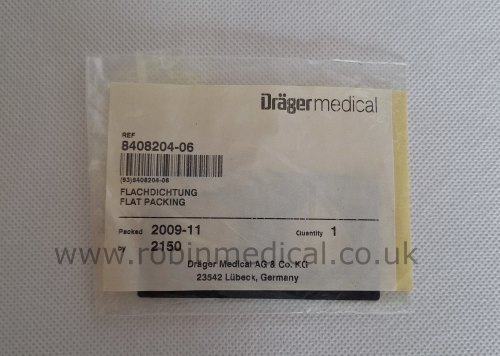 Drägermedical
REF
8408204-06
(93)8408204-06
FLACHDICHTUNG
FLAT PACKING
Packed 2009-11 Quantity 1
by 2150
www.robinmedical.co.uk
Dräger Medical AG & Co. KG
23542 Lübeck, Germany